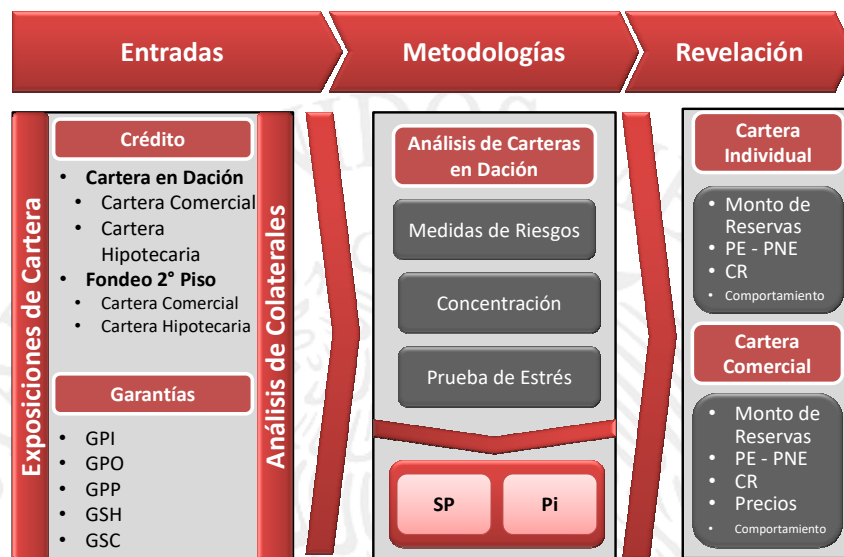 Entradas
Metodologías
Revelación
Exposiciones de Cartera
Crédito
• Cartera en Dación
• Cartera Comercial
• Cartera
Hipotecaria
• Fondeo 2° Piso
• Cartera Comercial
• Cartera Hipotecaria
Garantías
• GPI
• GPO
• GPP
• GSH
• GSC
Análisis de Colaterales
Análisis de Carteras
en Dación
Medidas de Riesgos
Concentración
Prueba de Estrés
SP
Pi
Cartera
Individual
• Monto de
Reservas
• PE - PNE
• CR
• Comportamiento
Cartera
Comercial
• Monto de
Reservas
• PE - PNE
• CR
• Precios
• Comportamiento